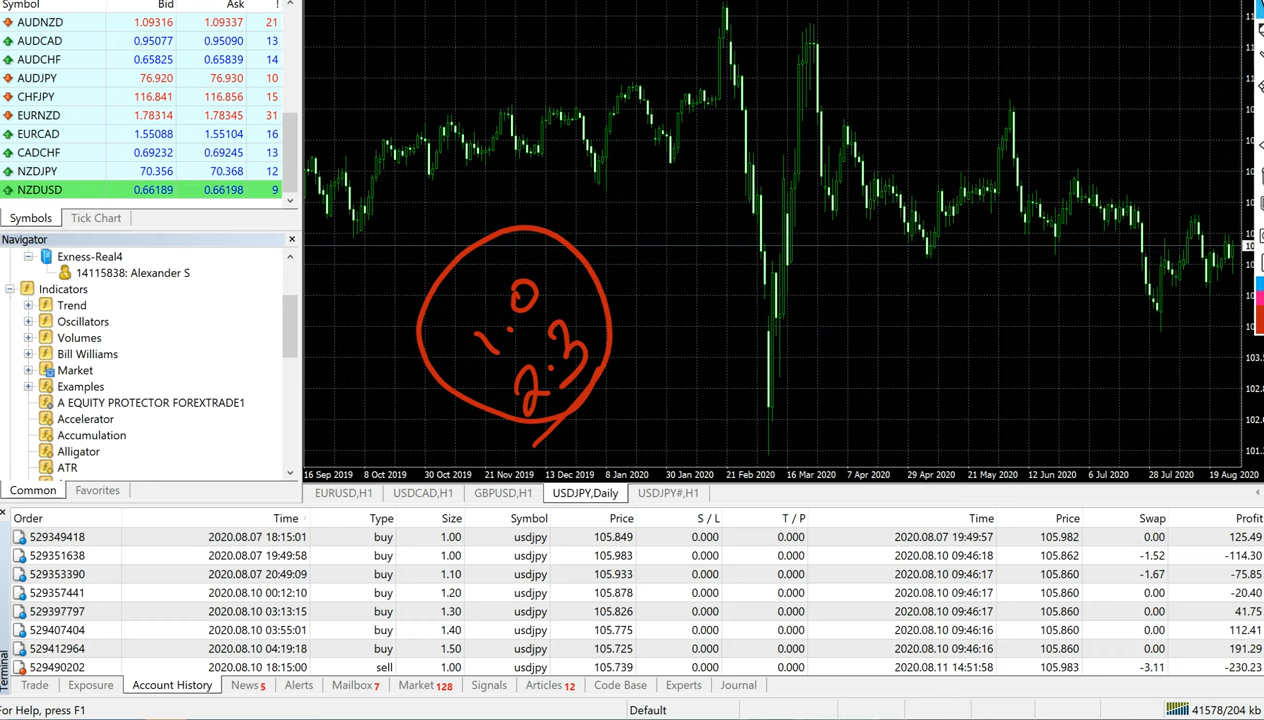 Symbol Bid Ask !
AUDNZD 1.09316 1.09337 21
AUDCAD 0.95077 0.95090 13
AUDCHF 0.65825 0.65839 14
AUDJPY 76.920 76.930 10
CHFJPY 116.841 116.856 15
EURNZD 1.78314 1.78345 31
EURCAD 1.55088 1.55104 16
CADCHF 0.69232 0.69245 13
NZDJPY 70.356 70.368 12
NZDUSD 0.66189 0.66198 9
Symbols Tick Chart
Navigator
Exness-Real4
14115838: Alexander S
Indicators
Trend
Oscillators
Volumes
Bill Williams
Market
Examples
A EQUITY PROTECTOR FOREXTRADE1
Accelerator
Accumulation
Alligator
ATR
Common Favorites
1.0
2.3
103.5
102.8
102.0
101.2
16 Sep 2019 8 Oct 2019 30 Oct 2019 21 Nov 2019 13 Dec 2019 8 Jan 2020 30 Jan 2020 21 Feb 2020 16 Mar 2020 7 Apr 2020 29 Apr 2020 21 May 2020 12 Jun 2020 6 Jul 2020 28 Jul 2020 19 Aug 2020
EURUSD,H1 USDCAD,H1 GBPUSD,H1 USDJPY,Daily USDJPY#,H1
Order Time Type Size Symbol Price S / L T / P Time Price Swap Profit
529349418 2020.08.07 18:15:01 buy 1.00 usdjpy 105.849 0.000 0.000 2020.08.07 19:49:57 105.982 0.00 125.49
529351638 2020.08.07 19:49:58 buy 1.00 usdjpy 105.983 0.000 0.000 2020.08.10 09:46:18 105.862 -1.52 -114.30
529353390 2020.08.07 20:49:09 buy 1.10 usdjpy 105.933 0.000 0.000 2020.08.10 09:46:17 105.860 -1.67 -75.85
529357441 2020.08.10 00:12:10 buy 1.20 usdjpy 105.878 0.000 0.000 2020.08.10 09:46:17 105.860 0.00 -20.40
529397797 2020.08.10 03:13:15 buy 1.30 usdjpy 105.826 0.000 0.000 2020.08.10 09:46:17 105.860 0.00 41.75
529407404 2020.08.10 03:55:01 buy 1.40 usdjpy 105.775 0.000 0.000 2020.08.10 09:46:16 105.860 0.00 112.41
529412964 2020.08.10 04:19:18 buy 1.50 usdjpy 105.725 0.000 0.000 2020.08.10 09:46:16 105.860 0.00 191.29
529490202 2020.08.10 18:15:00 sell 1.00 usdjpy 105.739 0.000 0.000 2020.08.11 14:51:58 105.983 -3.11 -230.23
Terminal
Trade Exposure Account History News 5 Alerts Mailbox 7 Market 128 Signals Articles 12 Code Base Experts Journal
For Help, press F1 Default 41578/204 kb